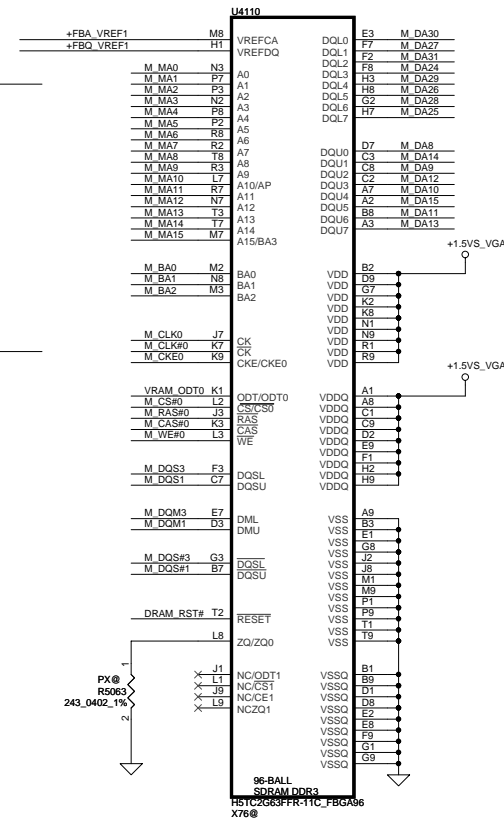 U4110
+FBA_VREF1 M8 VREFCA
+FBQ_VREF1 H1 VREFDQ
M_MA0 N3 A0
M_MA1 P7 A1
M_MA2 P3 A2
M_MA3 N2 A3
M_MA4 P8 A4
M_MA5 P2 A5
M_MA6 R8 A6
M_MA7 R2 A7
M_MA8 T8 A8
M_MA9 R3 A9
M_MA10 L7 A10/AP
M_MA11 R7 A11
M_MA12 N7 A12
M_MA13 T3 A13
M_MA14 T7 A14
M_MA15 M7 A15/BA3
M_BA0 M2 BA0
M_BA1 N8 BA1
M_BA2 M3 BA2
M_CLK0 J7 CK
M_CLK#0 K7 CK
M_CKE0 K9 CKE/CKE0
VRAM_ODT0 K1 ODT/ODT0
M_CS#0 L2 CS/CS0
M_RAS#0 J3 RAS
M_CAS#0 K3 CAS
M_WE#0 L3 WE
M_DQS3 F3 DQSL
M_DQS1 C7 DQSU
M_DQM3 E7 DML
M_DQM1 D3 DMU
M_DQS#3 G3 DQSL
M_DQS#1 B7 DQSU
DRAM_RST# T2 RESET
L8 ZQ/ZQ0
1
PX@
R5063
243_0402_1%
2
J1 NC/ODT1
L1 NC/CS1
J9 NC/CE1
L9 NCZQ1
DQL0 E3 M_DA30
DQL1 F7 M_DA27
DQL2 F2 M_DA31
DQL3 F8 M_DA24
DQL4 H3 M_DA29
DQL5 H8 M_DA26
DQL6 G2 M_DA28
DQL7 H7 M_DA25
DQU0 D7 M_DA8
DQU1 C3 M_DA14
DQU2 C8 M_DA9
DQU3 C2 M_DA12
DQU4 A7 M_DA10
DQU5 A2 M_DA15
DQU6 B8 M_DA11
DQU7 A3 M_DA13
+1.5VS_VGA
VDD B2
VDD D9
VDD G7
VDD K2
VDD K8
VDD N1
VDD N9
VDD R1
VDD R9
+1.5VS_VGA
VDDQ A1
VDDQ A8
VDDQ C1
VDDQ C9
VDDQ D2
VDDQ E9
VDDQ F1
VDDQ H2
VDDQ H9
VSS A9
VSS B3
VSS E1
VSS G8
VSS J2
VSS J8
VSS M1
VSS M9
VSS P1
VSS P9
VSS T1
VSS T9
VSSQ B1
VSSQ B9
VSSQ D1
VSSQ D8
VSSQ E2
VSSQ E8
VSSQ F9
VSSQ G1
VSSQ G9
96-BALL
SDRAM DDR3
H5TC2G63FFR-11C_FBGA96
X76@